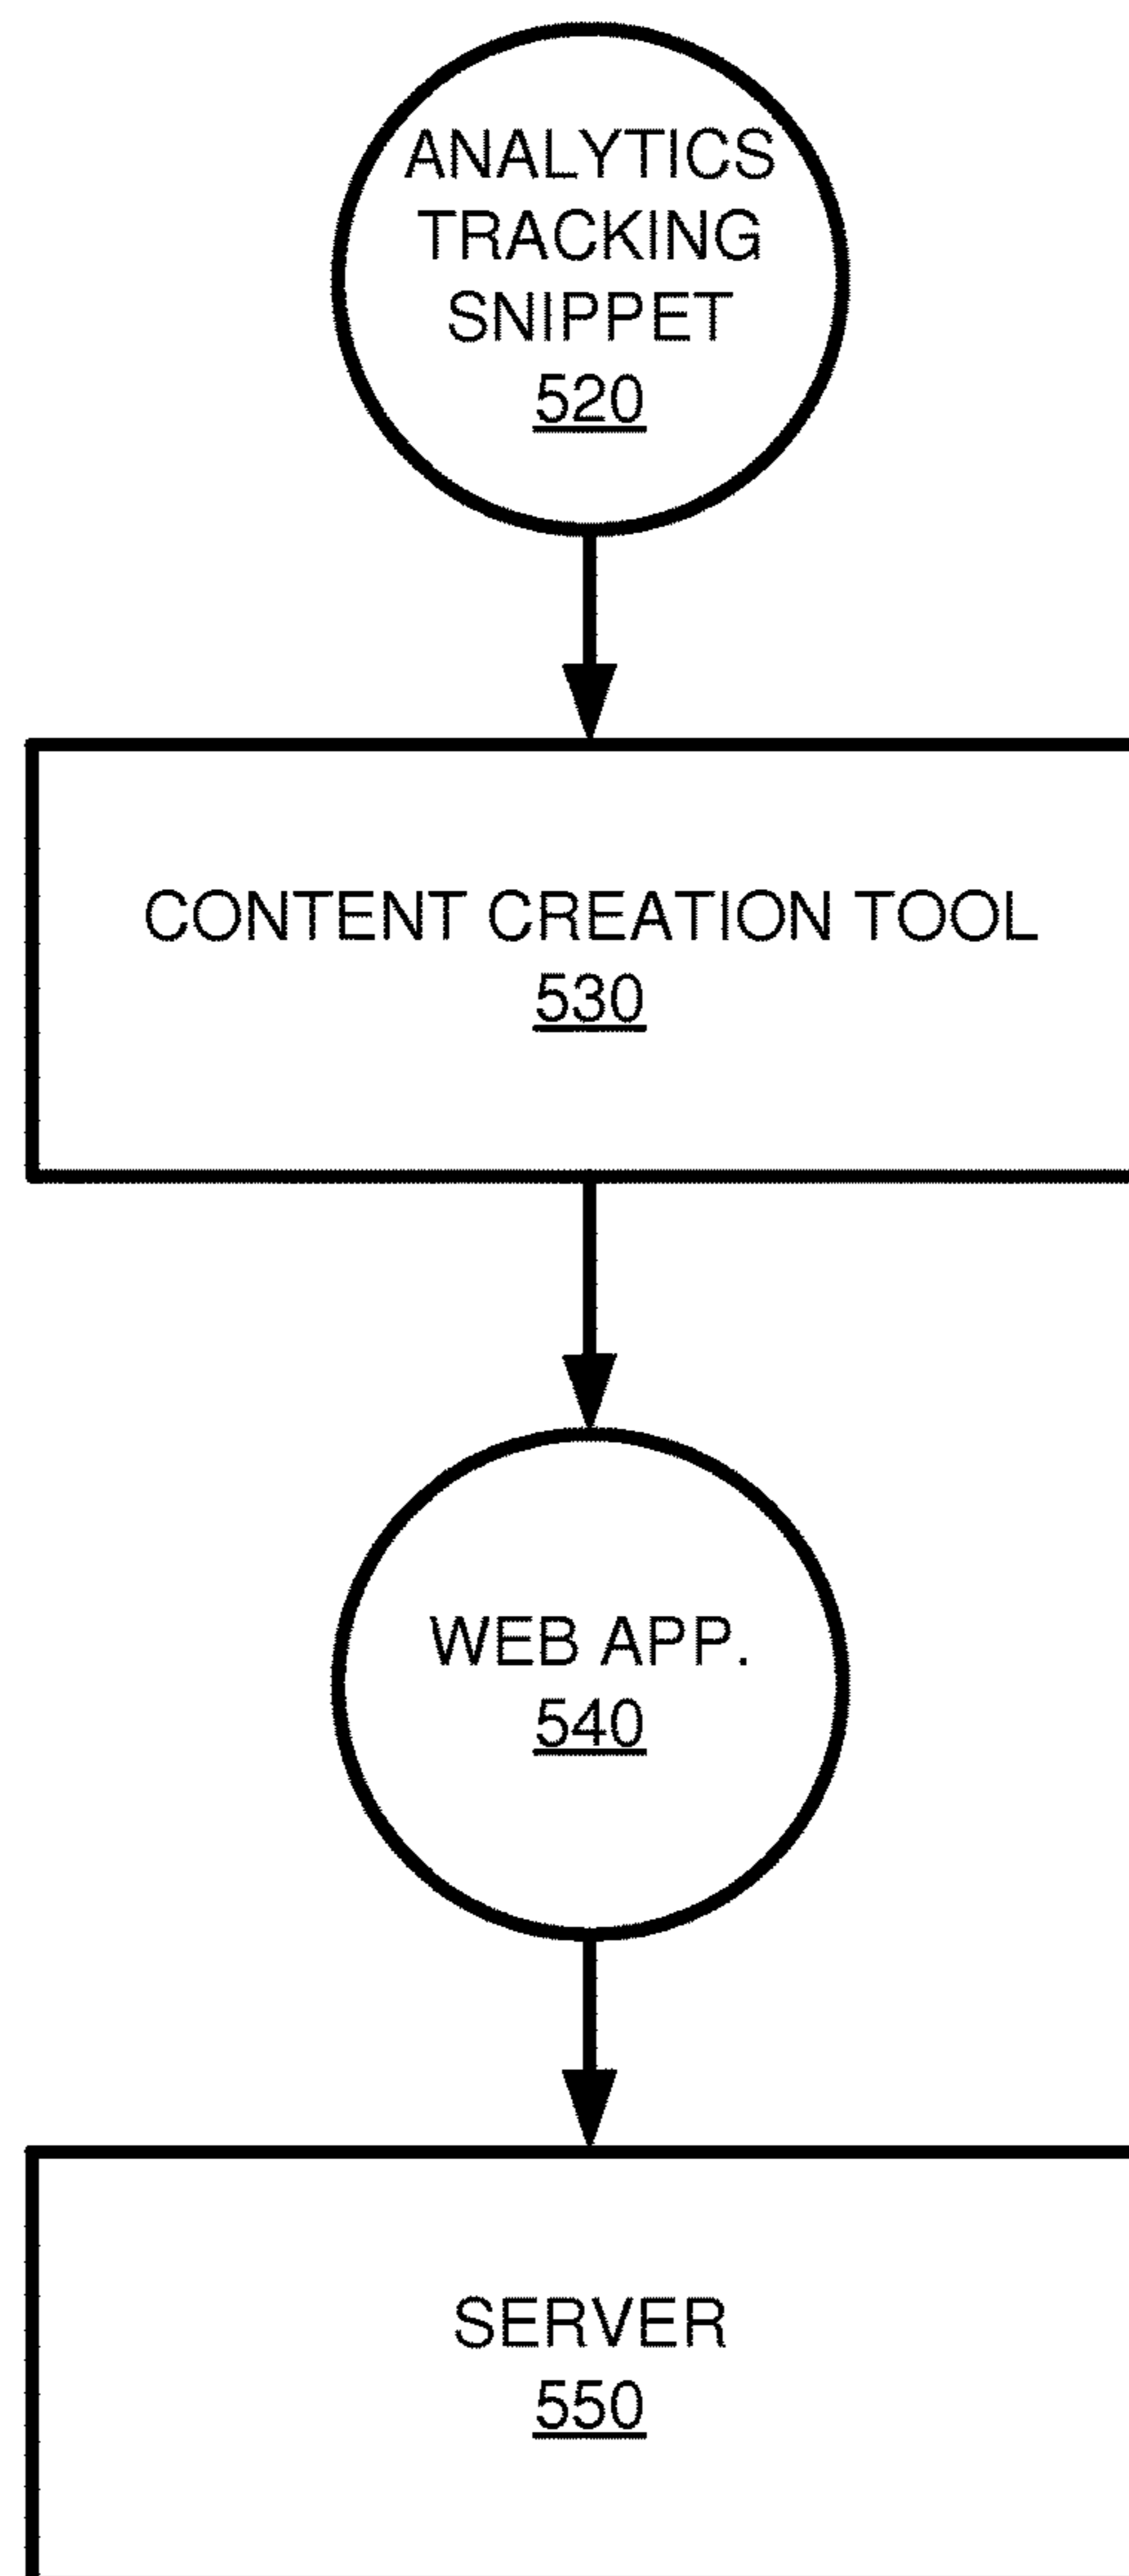 ANALYTICS
TRACKING
SNIPPET
520
CONTENT CREATION TOOL
530
WEB APP.
540
SERVER
550